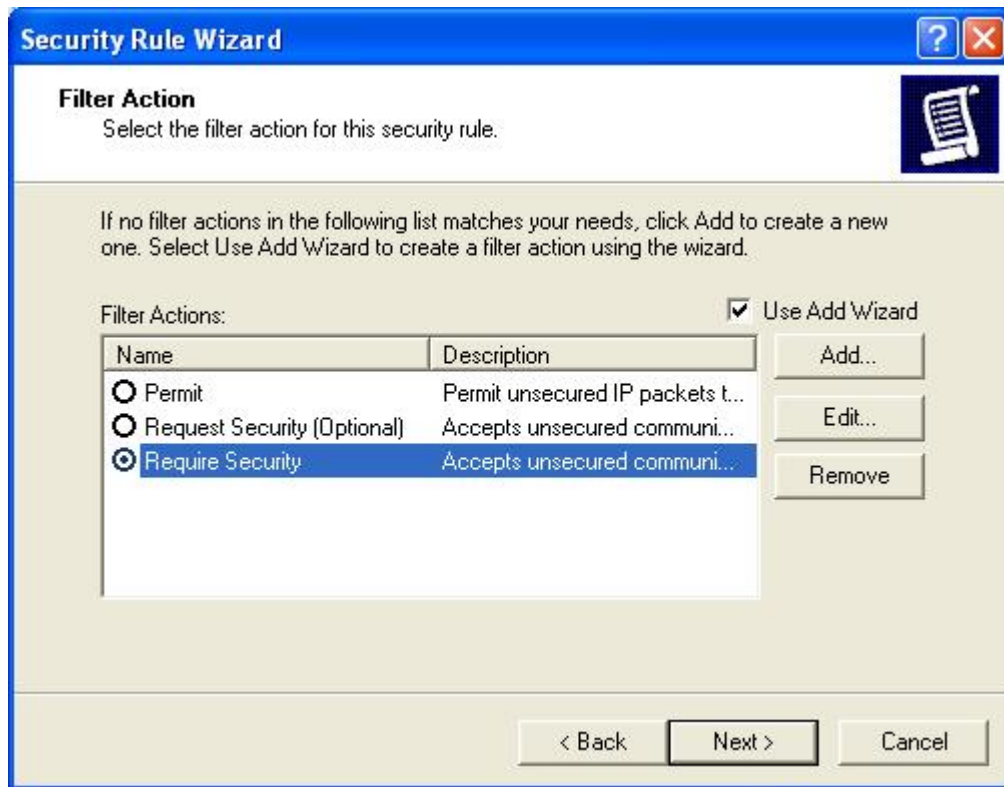 Security Rule Wizard
Filter Action
Select the filter action for this security rule.
If no filter actions in the following list matches your needs, click Add to create a new
one. Select Use Add Wizard to create a filter action using the wizard.
Filter Actions:
Use Add Wizard
Name Description
Add...
Permit Permit unsecured IP packets t...
Request Security (Optional) Accepts unsecured communi...
Edit...
Require Security Accepts unsecured communi...
Remove
< Back Next > Cancel